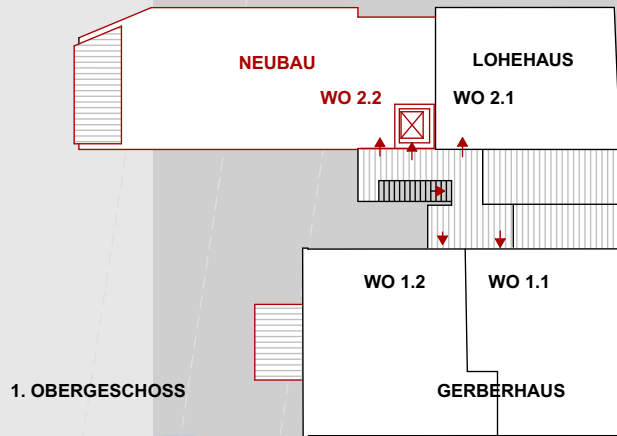 NEUBAU
LOHEHAUS
WO 2.2
WO 2.1
WO 1.2
WO 1.1
1. OBERGESCHOSS
GERBERHAUS